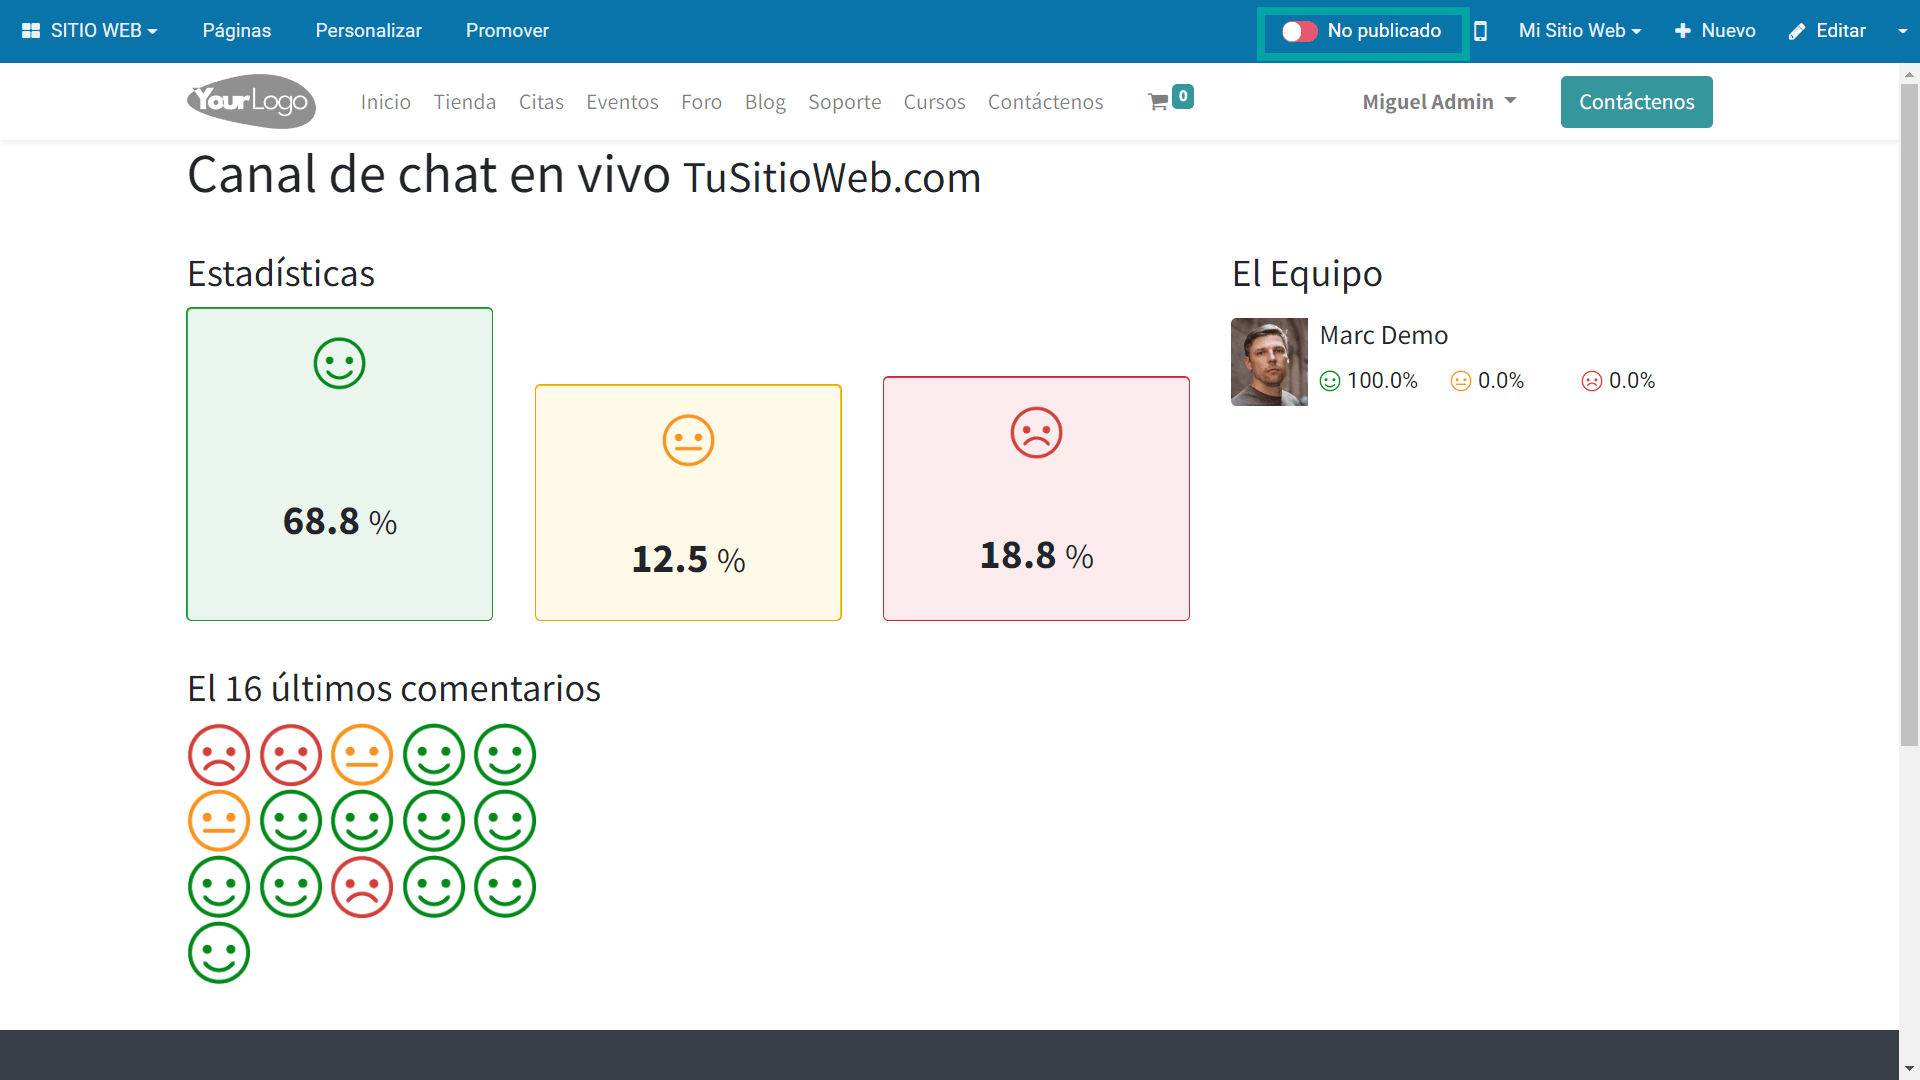 SITIO WEB Páginas Personalizar Promover No publicado Mi Sitio Web Nuevo Editar
YourLogo Inicio Tienda Citas Eventos Foro Blog Soporte Cursos Contáctenos 0 Miguel Admin Contáctenos
Canal de chat en vivo TuSitioWeb.com
Estadísticas
68.8 %
12.5 %
18.8 %
El Equipo
Marc Demo
100.0% 0.0% 0.0%
El 16 últimos comentarios